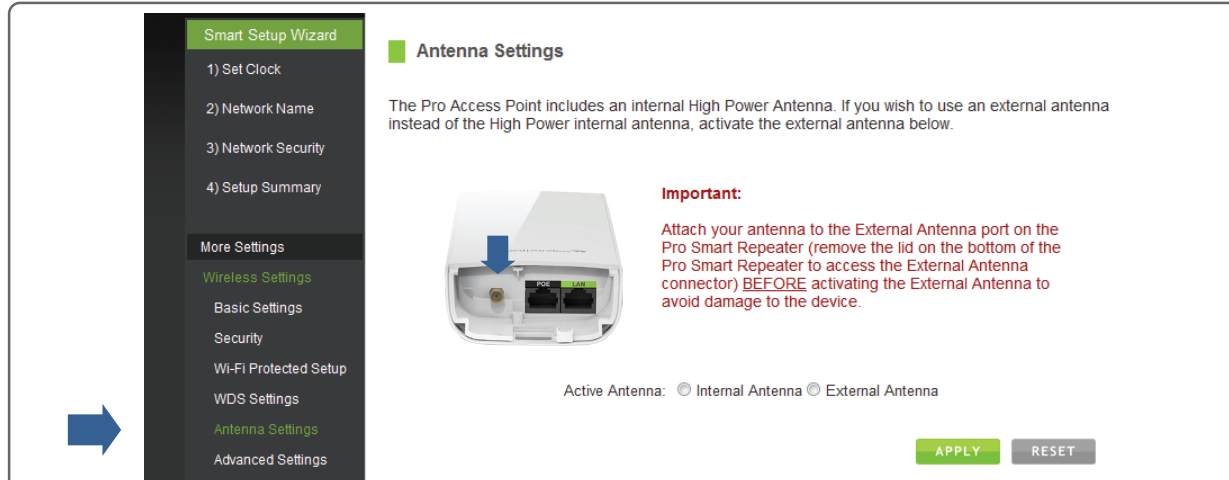 Smart Setup Wizard
1) Set Clock
2) Network Name
3) Network Security
4) Setup Summary
More Settings
Wireless Settings
Basic Settings
Security
Wi-Fi Protected Setup
WDS Settings
Antenna Settings
Advanced Settings
Antenna Settings
The Pro Access Point includes an internal High Power Antenna. If you wish to use an external antenna
instead of the High Power internal antenna, activate the external antenna below.
POE LAN
Important:
Attach your antenna to the External Antenna port on the
Pro Smart Repeater (remove the lid on the bottom of the
Pro Smart Repeater to access the External Antenna
connector) BEFORE activating the External Antenna to
avoid damage to the device.
Active Antenna: Internal Antenna External Antenna
APPLY RESET